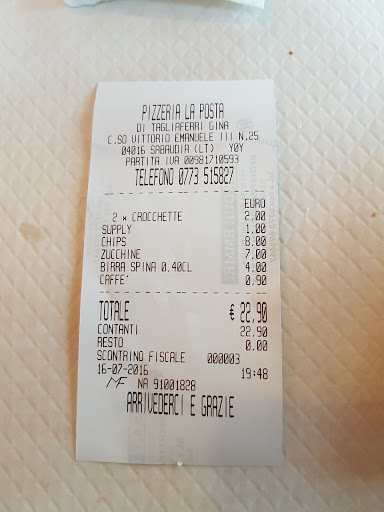 PIZZERIA LA POSTA
DI TAGLIAFERRI GINA
C.SO VITTORIO EMANUELE III N.25
04016 SABAUDIA (LT) YOY
PARTITA IVA 00981710593
TELEFONO 0773 515827
EURO
2 x CROCCHETTE 2.00
SUPPLY 1.00
CHIPS 8.00
ZUCCHINE 7,00
BIRRA SPINA 0.40CL 4,00
CAFFE' 0,90
TOTALE € 22,90
CONTANTI 22.90
RESTO 0.00
SCONTRINO FISCALE 000003
16-07-2016 19:48
MF NA 91001828
ARRIVEDERCI E GRAZIE